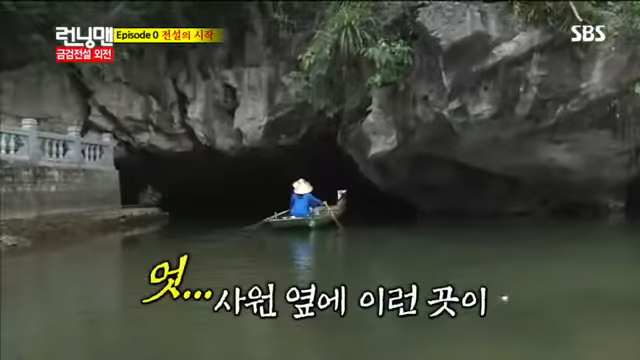 런닝맨
금검전설 외전
Episode 0 전설의 시작
SBS
엇... 사원 옆에 이런 곳이